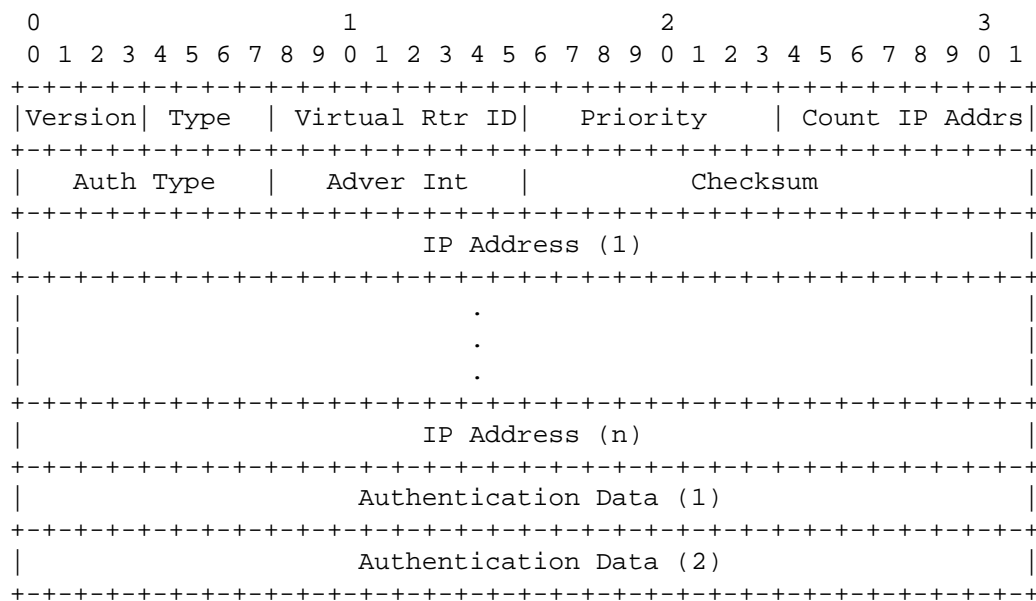 0                   1                   2                   3
 0 1 2 3 4 5 6 7 8 9 0 1 2 3 4 5 6 7 8 9 0 1 2 3 4 5 6 7 8 9 0 1
+-+-+-+-+-+-+-+-+-+-+-+-+-+-+-+-+-+-+-+-+-+-+-+-+-+-+-+-+-+-+-+-+
|Version| Type  | Virtual Rtr ID|   Priority    | Count IP Addrs|
+-+-+-+-+-+-+-+-+-+-+-+-+-+-+-+-+-+-+-+-+-+-+-+-+-+-+-+-+-+-+-+-+
|   Auth Type   |   Adver Int   |          Checksum             |
+-+-+-+-+-+-+-+-+-+-+-+-+-+-+-+-+-+-+-+-+-+-+-+-+-+-+-+-+-+-+-+-+
|                         IP Address (1)                        |
+-+-+-+-+-+-+-+-+-+-+-+-+-+-+-+-+-+-+-+-+-+-+-+-+-+-+-+-+-+-+-+-+
|                            .                                  |
|                            .                                  |
|                            .                                  |
+-+-+-+-+-+-+-+-+-+-+-+-+-+-+-+-+-+-+-+-+-+-+-+-+-+-+-+-+-+-+-+-+
|                         IP Address (n)                        |
+-+-+-+-+-+-+-+-+-+-+-+-+-+-+-+-+-+-+-+-+-+-+-+-+-+-+-+-+-+-+-+-+
|                     Authentication Data (1)                   |
+-+-+-+-+-+-+-+-+-+-+-+-+-+-+-+-+-+-+-+-+-+-+-+-+-+-+-+-+-+-+-+-+
|                     Authentication Data (2)                   |
+-+-+-+-+-+-+-+-+-+-+-+-+-+-+-+-+-+-+-+-+-+-+-+-+-+-+-+-+-+-+-+-+